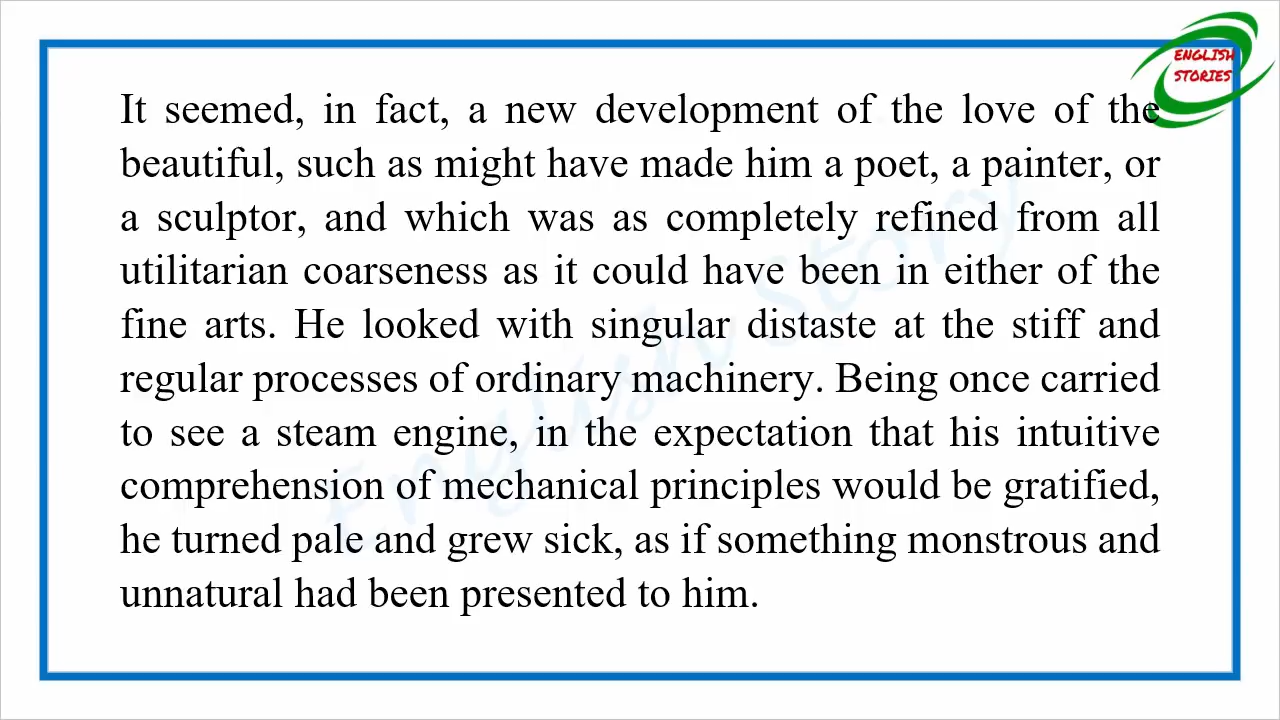 ENGLISH
STORIES
It seemed, in fact, a new development of the love of the
beautiful, such as might have made him a poet, a painter, or
a sculptor, and which was as completely refined from all
utilitarian coarseness as it could have been in either of the
fine arts. He looked with singular distaste at the stiff and
regular processes of ordinary machinery. Being once carried
to see a steam engine, in the expectation that his intuitive
comprehension of mechanical principles would be gratified,
he turned pale and grew sick, as if something monstrous and
unnatural had been presented to him.
English Story